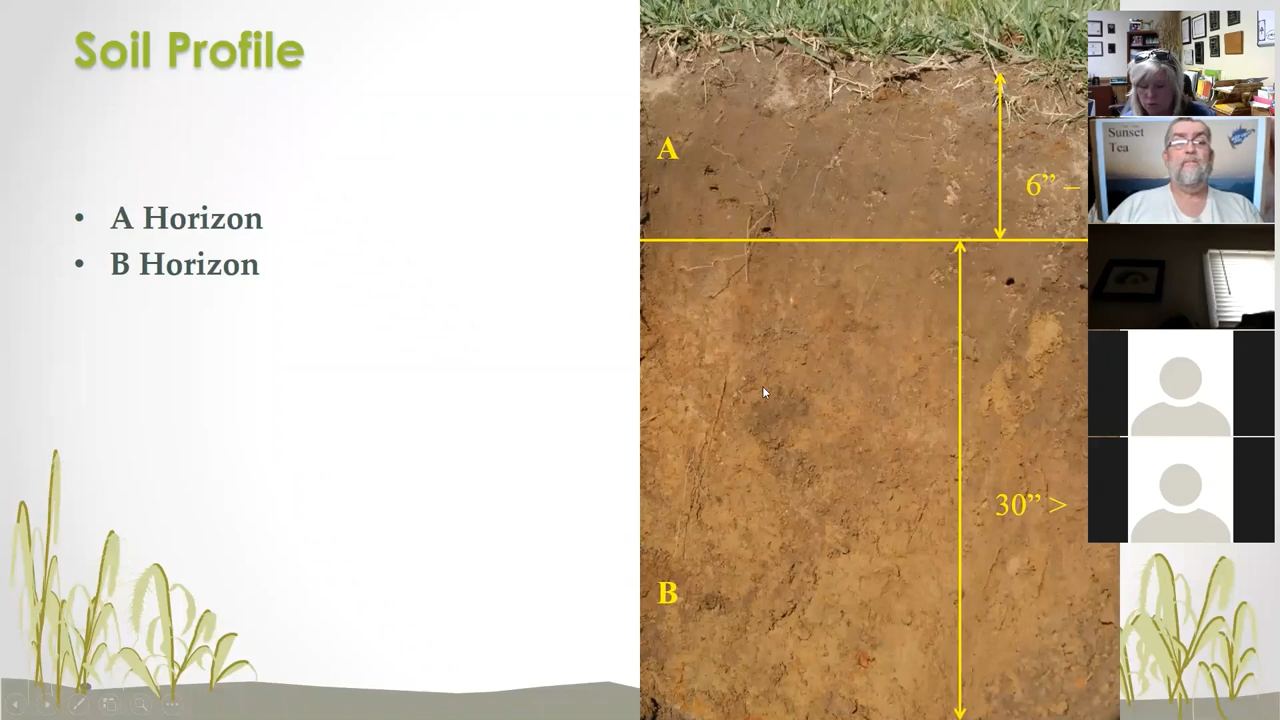 Soil Profile
• A Horizon
• B Horizon
A
6” –
30” >
B
Sunset
Tea